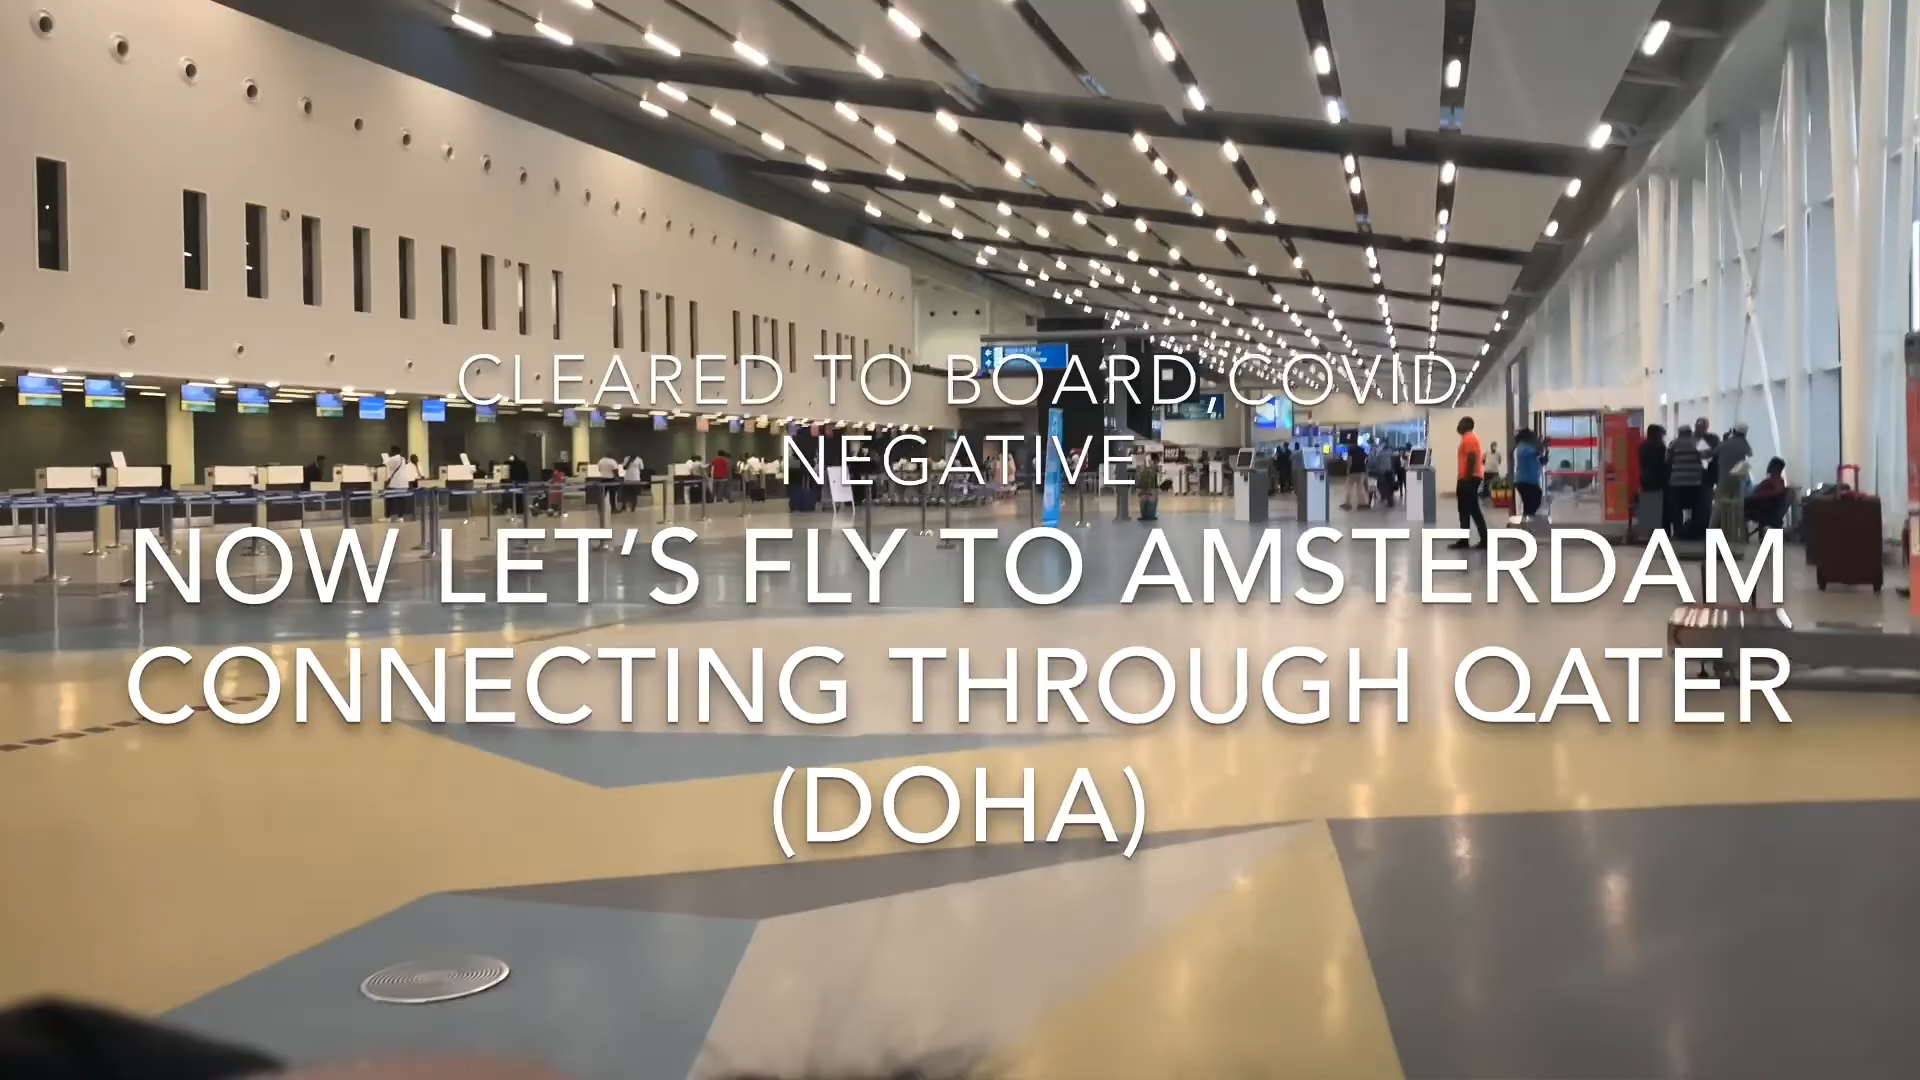 CLEARED TO BOARD,COVID
NEGATIVE
NOW LET’S FLY TO AMSTERDAM
CONNECTING THROUGH QATER
(DOHA)